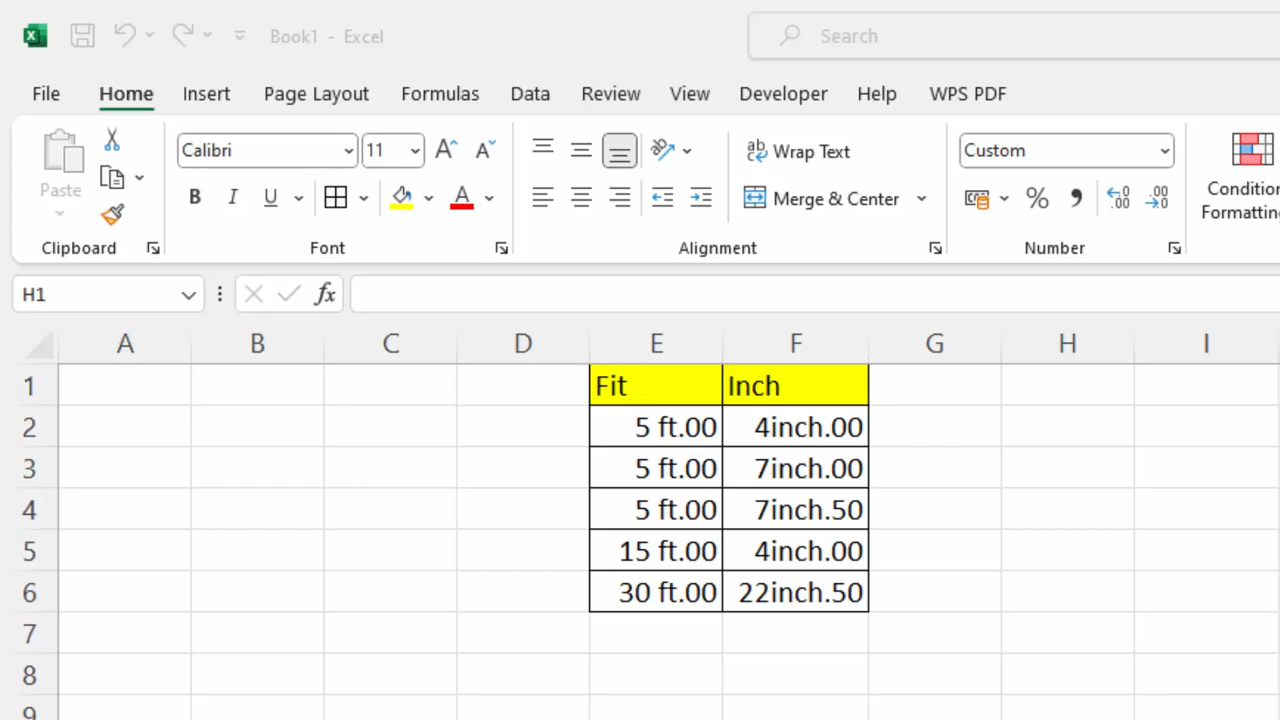 Book1 - Excel
Search
File Home Insert Page Layout Formulas Data Review View Developer Help WPS PDF
Calibri 11 Wrap Text Custom
Paste
B I U Merge & Center % Condition
Formatting
Clipboard Font Alignment Number
H1 fx
A B C D E F G H I
1 Fit Inch
2 5 ft.00 4inch.00
3 5 ft.00 7inch.00
4 5 ft.00 7inch.50
5 15 ft.00 4inch.00
6 30 ft.00 22inch.50
7
8
9